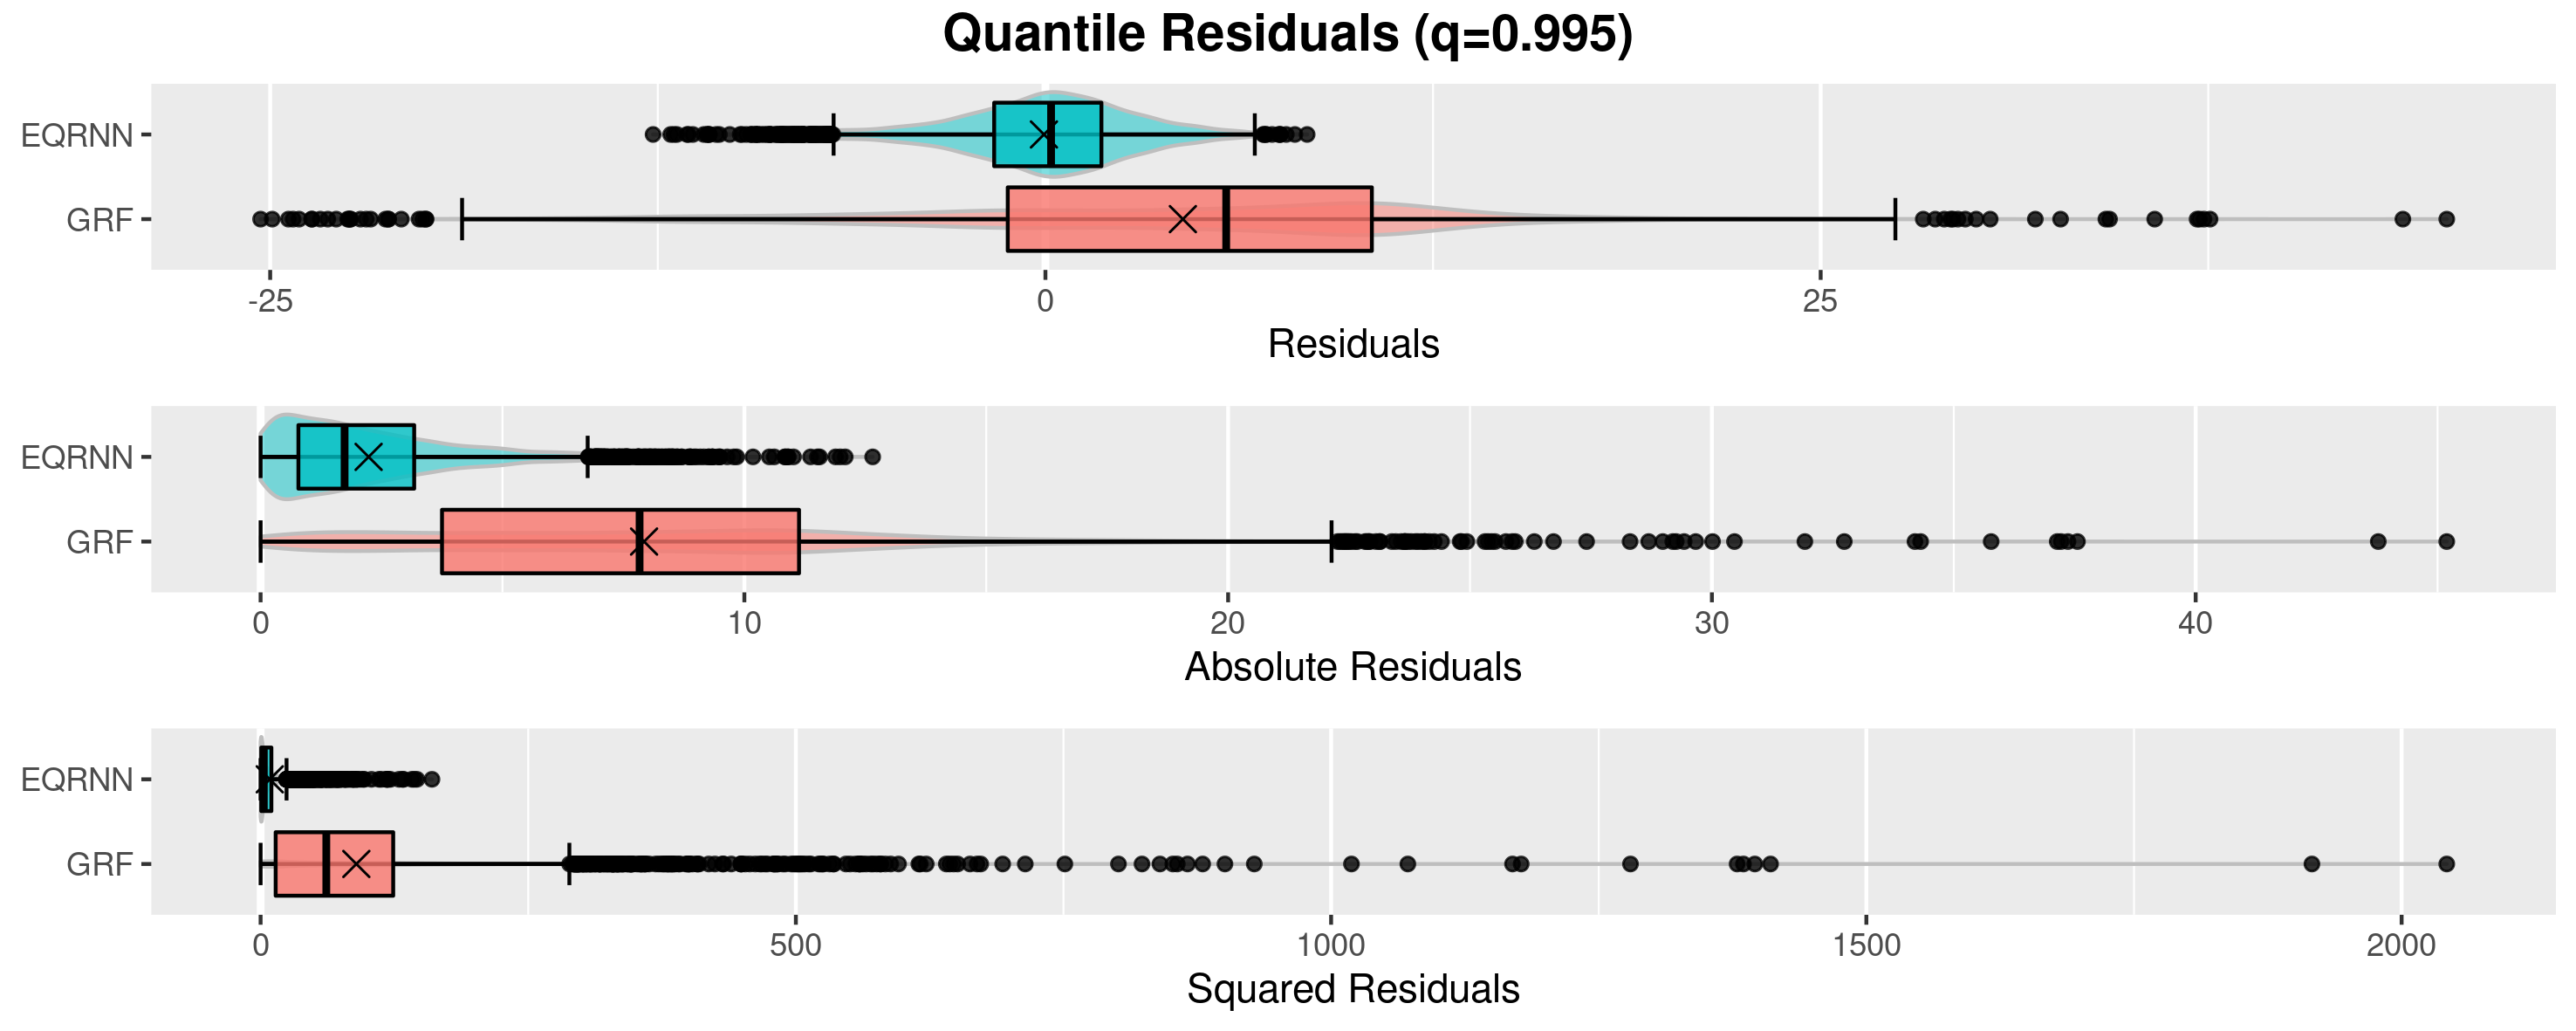 Quantile Residuals (q=0.995)
EQRNN
GRF
-25 0 25
Residuals
EQRNN
GRF
0 10 20 30 40
Absolute Residuals
EQRNN
GRF
0 500 1000 1500 2000
Squared Residuals